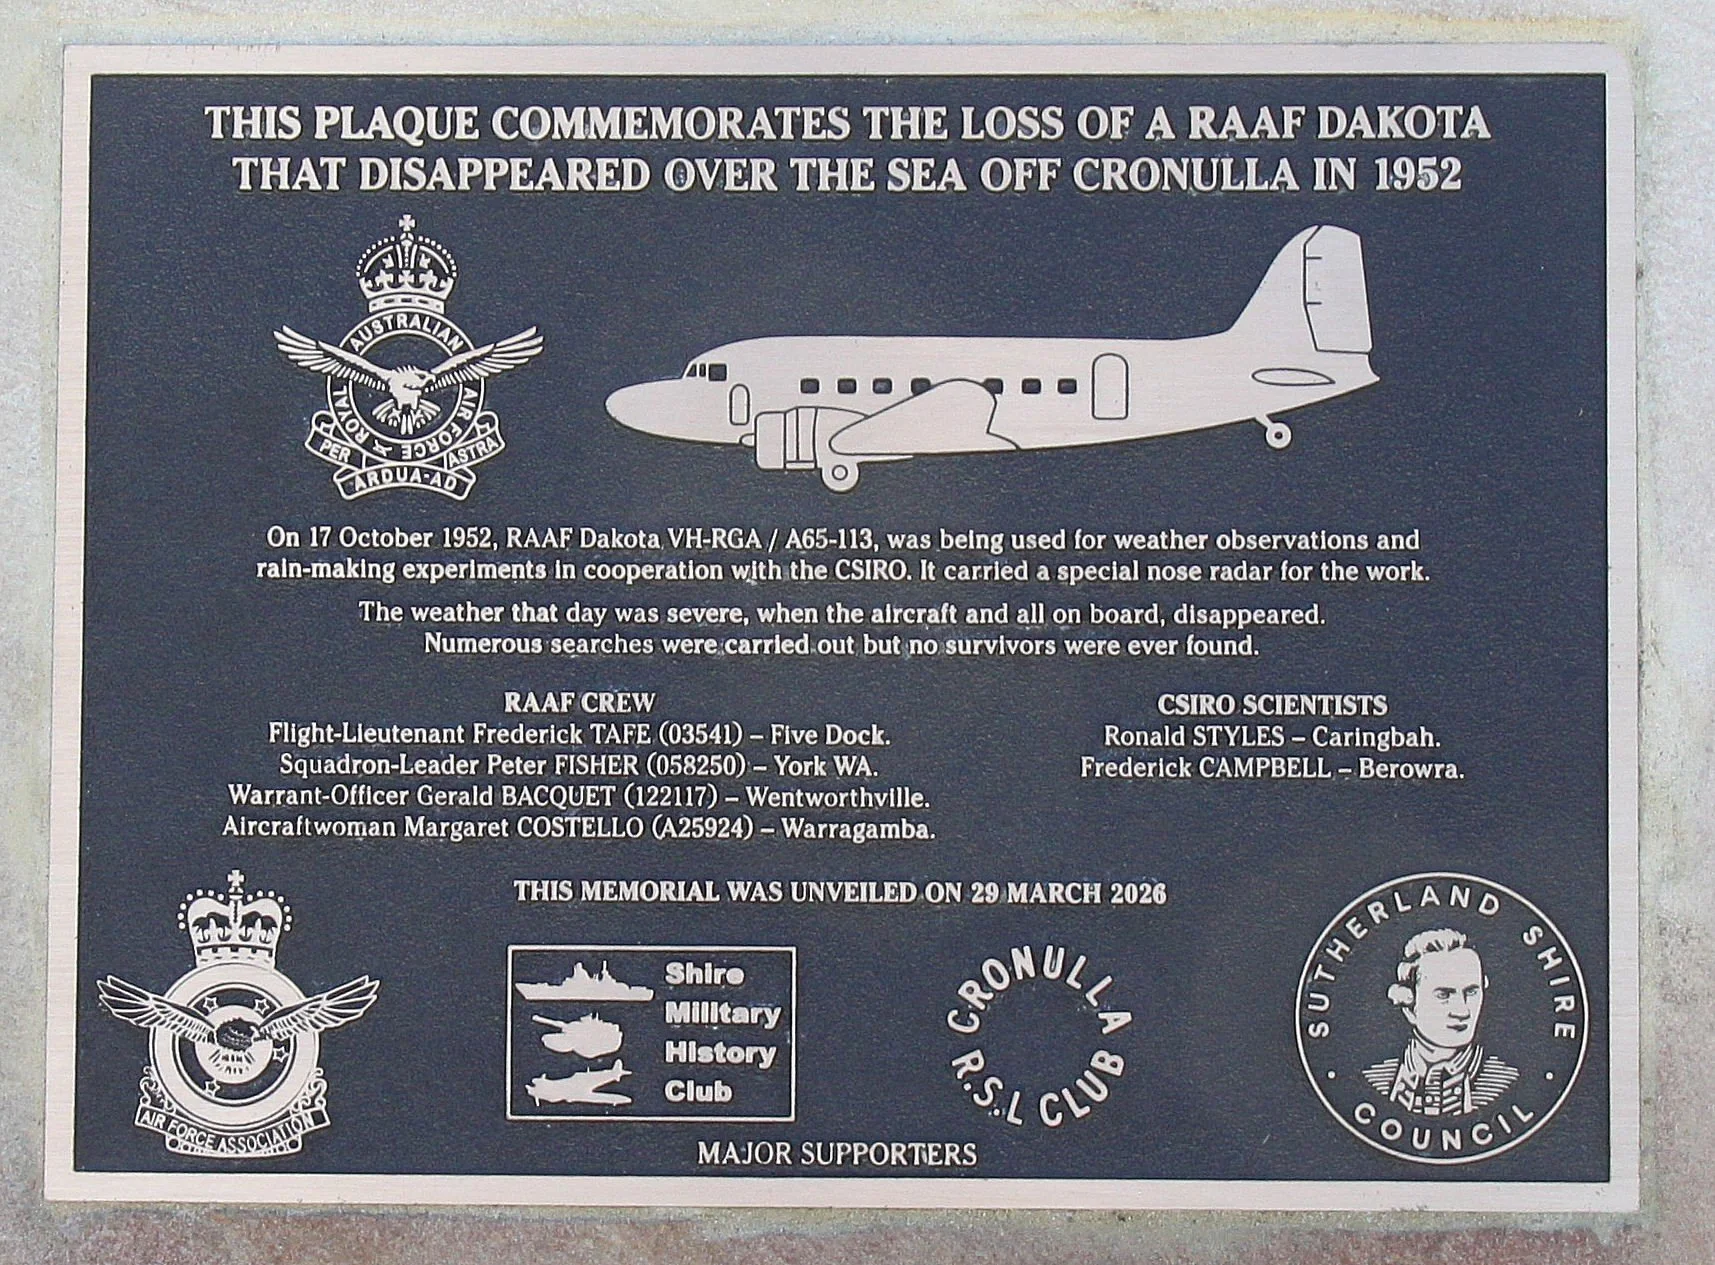 THIS PLAQUE COMMEMORATES THE LOSS OF A RAAF DAKOTA
THAT DISAPPEARED OVER THE SEA OFF CRONULLA IN 1952
ROYAL AUSTRALIAN AIR FORCE
PER ARDUA-AD ASTRA
On 17 October 1952, RAAF Dakota VH-RGA / A65-113, was being used for weather observations and
rain-making experiments in cooperation with the CSIRO. It carried a special nose radar for the work.
The weather that day was severe, when the aircraft and all on board, disappeared.
Numerous searches were carried out but no survivors were ever found.
RAAF CREW
Flight-Lieutenant Frederick TAFE (03541) – Five Dock.
Squadron-Leader Peter FISHER (058250) – York WA.
Warrant-Officer Gerald BACQUET (122117) – Wentworthville.
Aircraftwoman Margaret COSTELLO (A25924) – Warragamba.
CSIRO SCIENTISTS
Ronald STYLES – Caringbah.
Frederick CAMPBELL – Berowra.
THIS MEMORIAL WAS UNVEILED ON 29 MARCH 2026
AIR FORCE ASSOCIATION
Shire
Military
History
Club
CRONULLA
R.S.L CLUB
SUTHERLAND SHIRE
COUNCIL
MAJOR SUPPORTERS